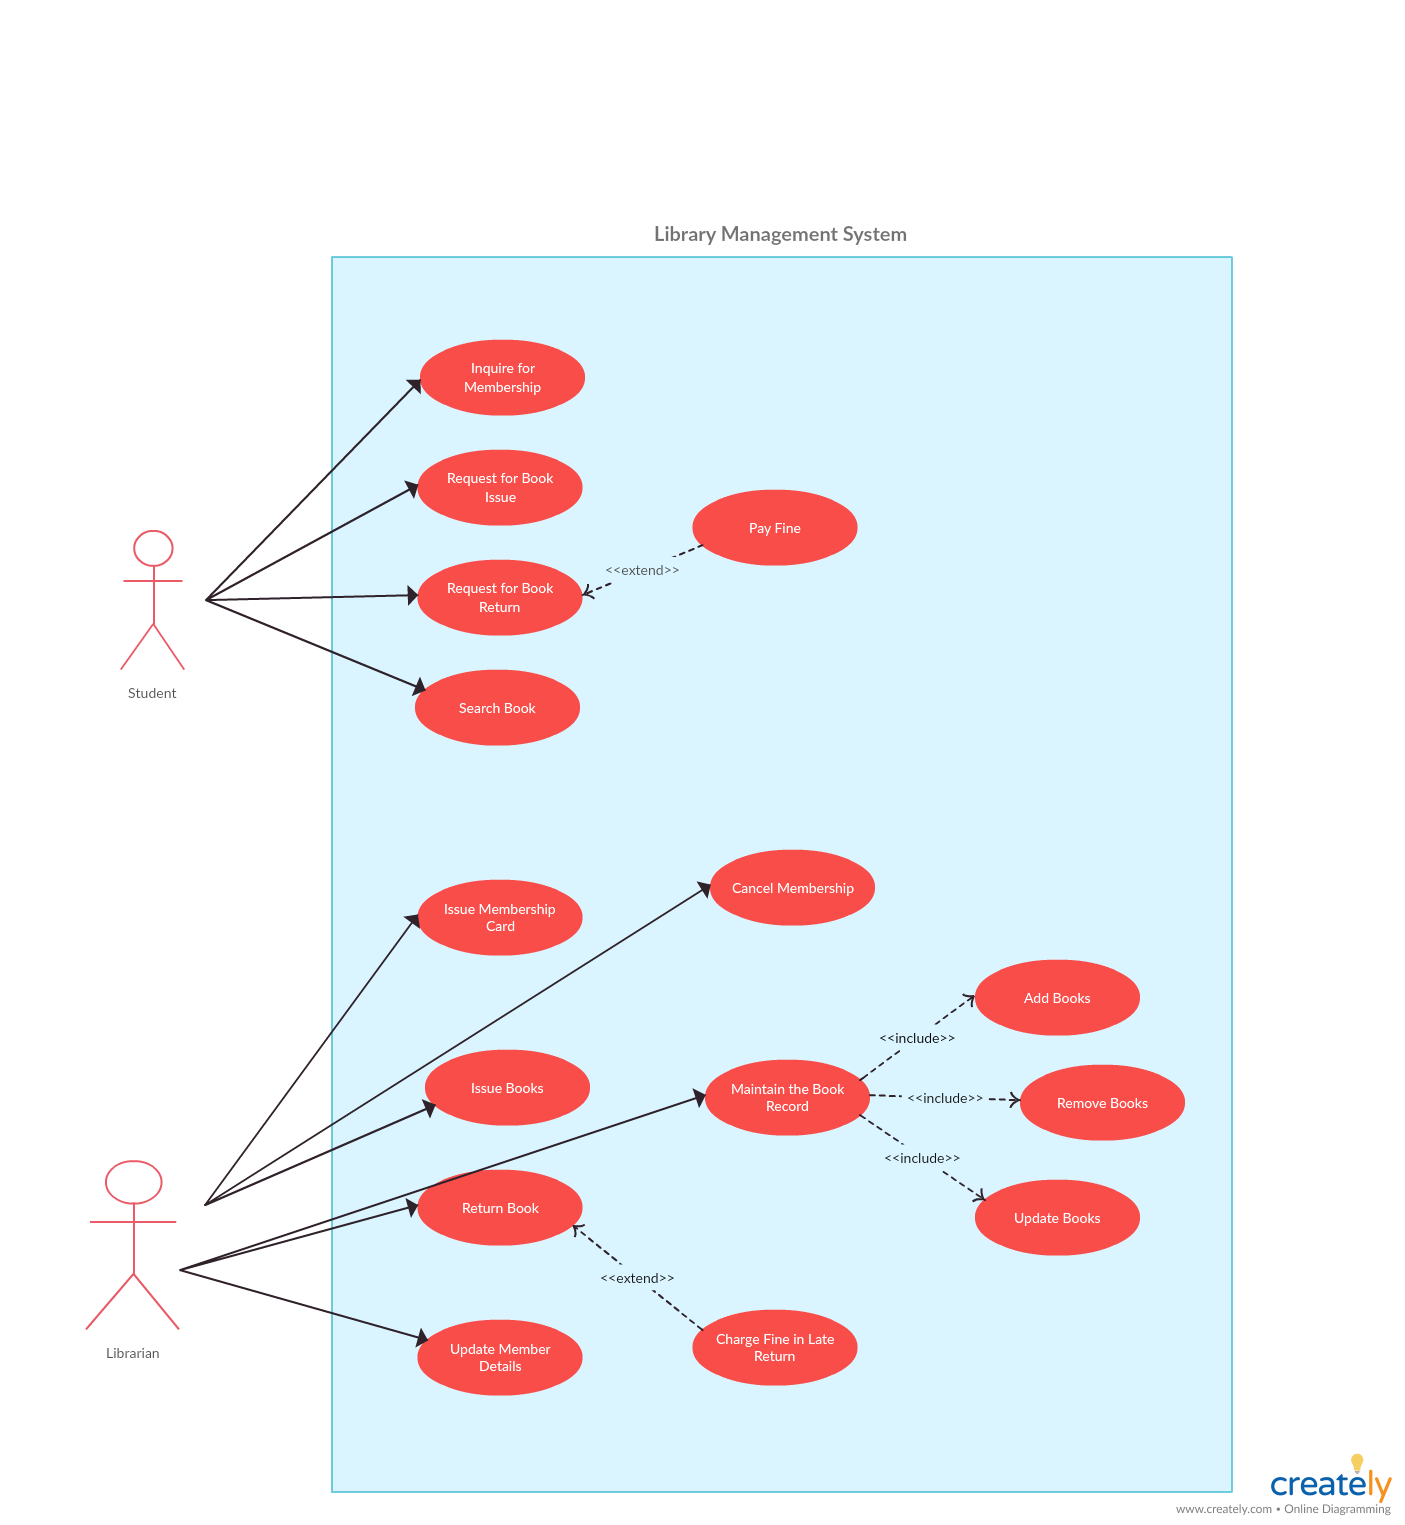 Library Management System
Inquire for
Membership
Request for Book
Issue
Pay Fine
<<extend>>
Request for Book
Return
Student
Search Book
Cancel Membership
Issue Membership
Card
Add Books
<<include>>
Issue Books
Maintain the Book
Record
<<include>>
Remove Books
<<include>>
Return Book
Update Books
<<extend>>
Charge Fine in Late
Return
Update Member
Details
Librarian
creately
www.creately.com • Online Diagramming